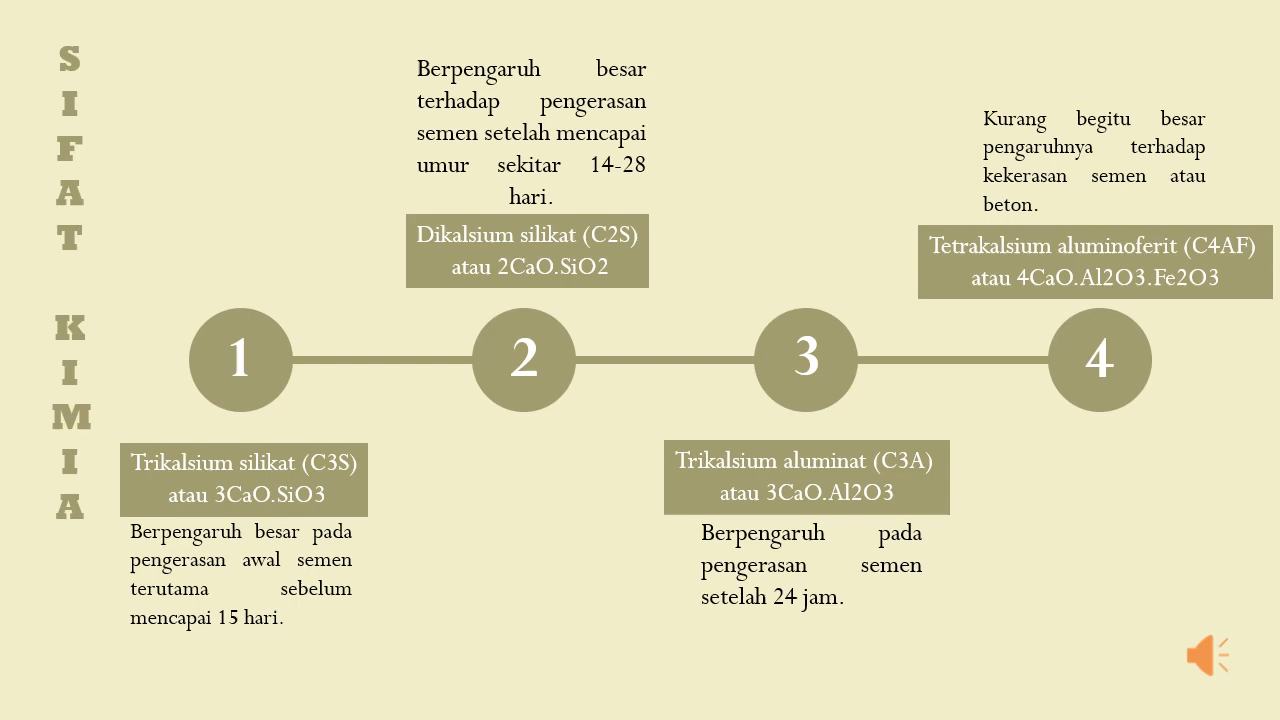 SIFAT
KIMIA
1
Trikalsium silikat (C3S)
atau 3CaO.SiO3
Berpengaruh besar pada
pengerasan awal semen
terutama sebelum
mencapai 15 hari.
Berpengaruh besar
terhadap pengerasan
semen setelah mencapai
umur sekitar 14-28
hari.
Dikalsium silikat (C2S)
atau 2CaO.SiO2
2
3
Trikalsium aluminat (C3A)
atau 3CaO.Al2O3
Berpengaruh pada
pengerasan semen
setelah 24 jam.
Kurang begitu besar
pengaruhnya terhadap
kekerasan semen atau
beton.
Tetrakalsium aluminoferit (C4AF)
atau 4CaO.Al2O3.Fe2O3
4